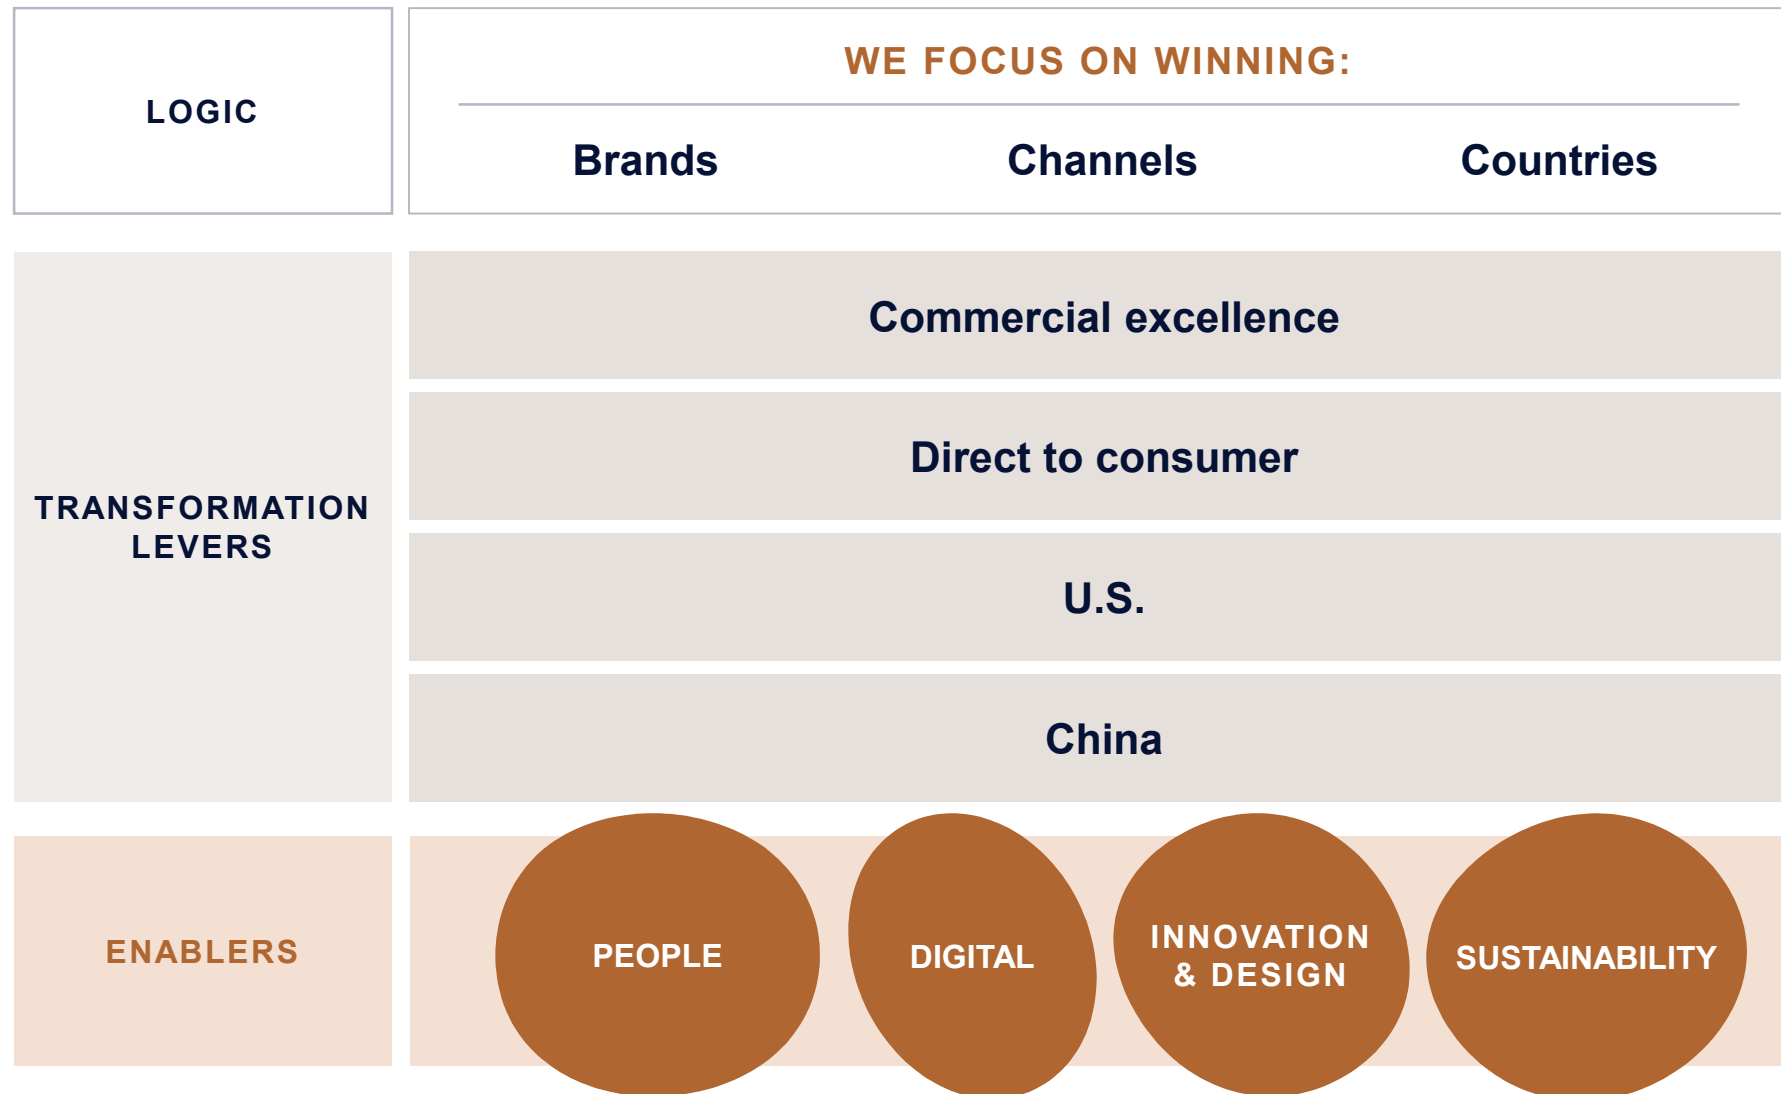 LOGIC
WE FOCUS ON WINNING:
Brands
Channels
Countries
TRANSFORMATION
LEVERS
Commercial excellence
Direct to consumer
U.S.
China
ENABLERS
PEOPLE
DIGITAL
INNOVATION
& DESIGN
SUSTAINABILITY